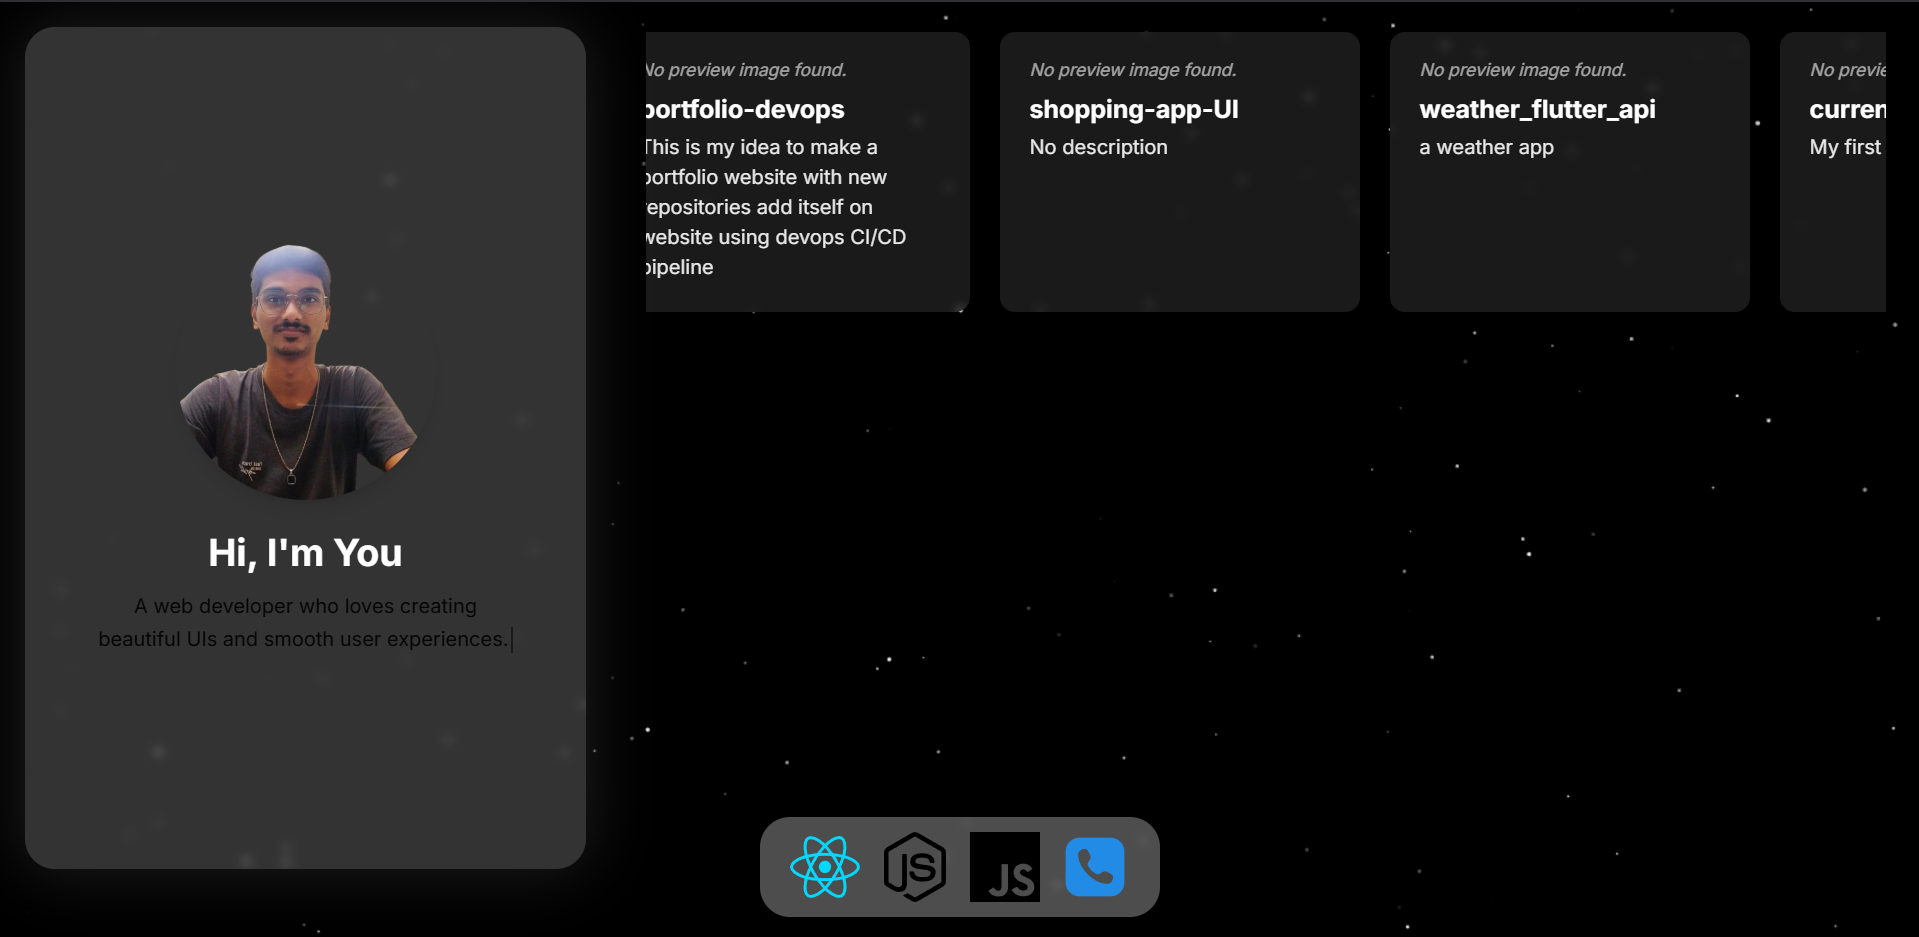 No preview image found.
portfolio-devops
This is my idea to make a
portfolio website with new
repositories add itself on
website using devops CI/CD
pipeline
No preview image found.
shopping-app-UI
No description
No preview image found.
weather_flutter_api
a weather app
No previe
curren
My first
Hi, I'm You
A web developer who loves creating
beautiful UIs and smooth user experiences.
JS
JS